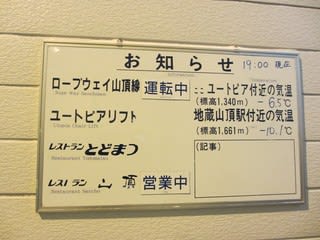 お知らせ
19:00 現在
Information
ロープウェイ山頂線 運転中
Rope Way Sanchosen
ユートピアリフト
Utopia Chair Lift
レストラン とどまつ
Restaurant Todomatsu
レストラン 山頂 営業中
Restaurant Sancho
Temperature
ユートピア付近の気温
(標高1.340m) -6.5℃
地蔵山頂駅付近の気温
(標高1.661m) -10.1℃
(記事)